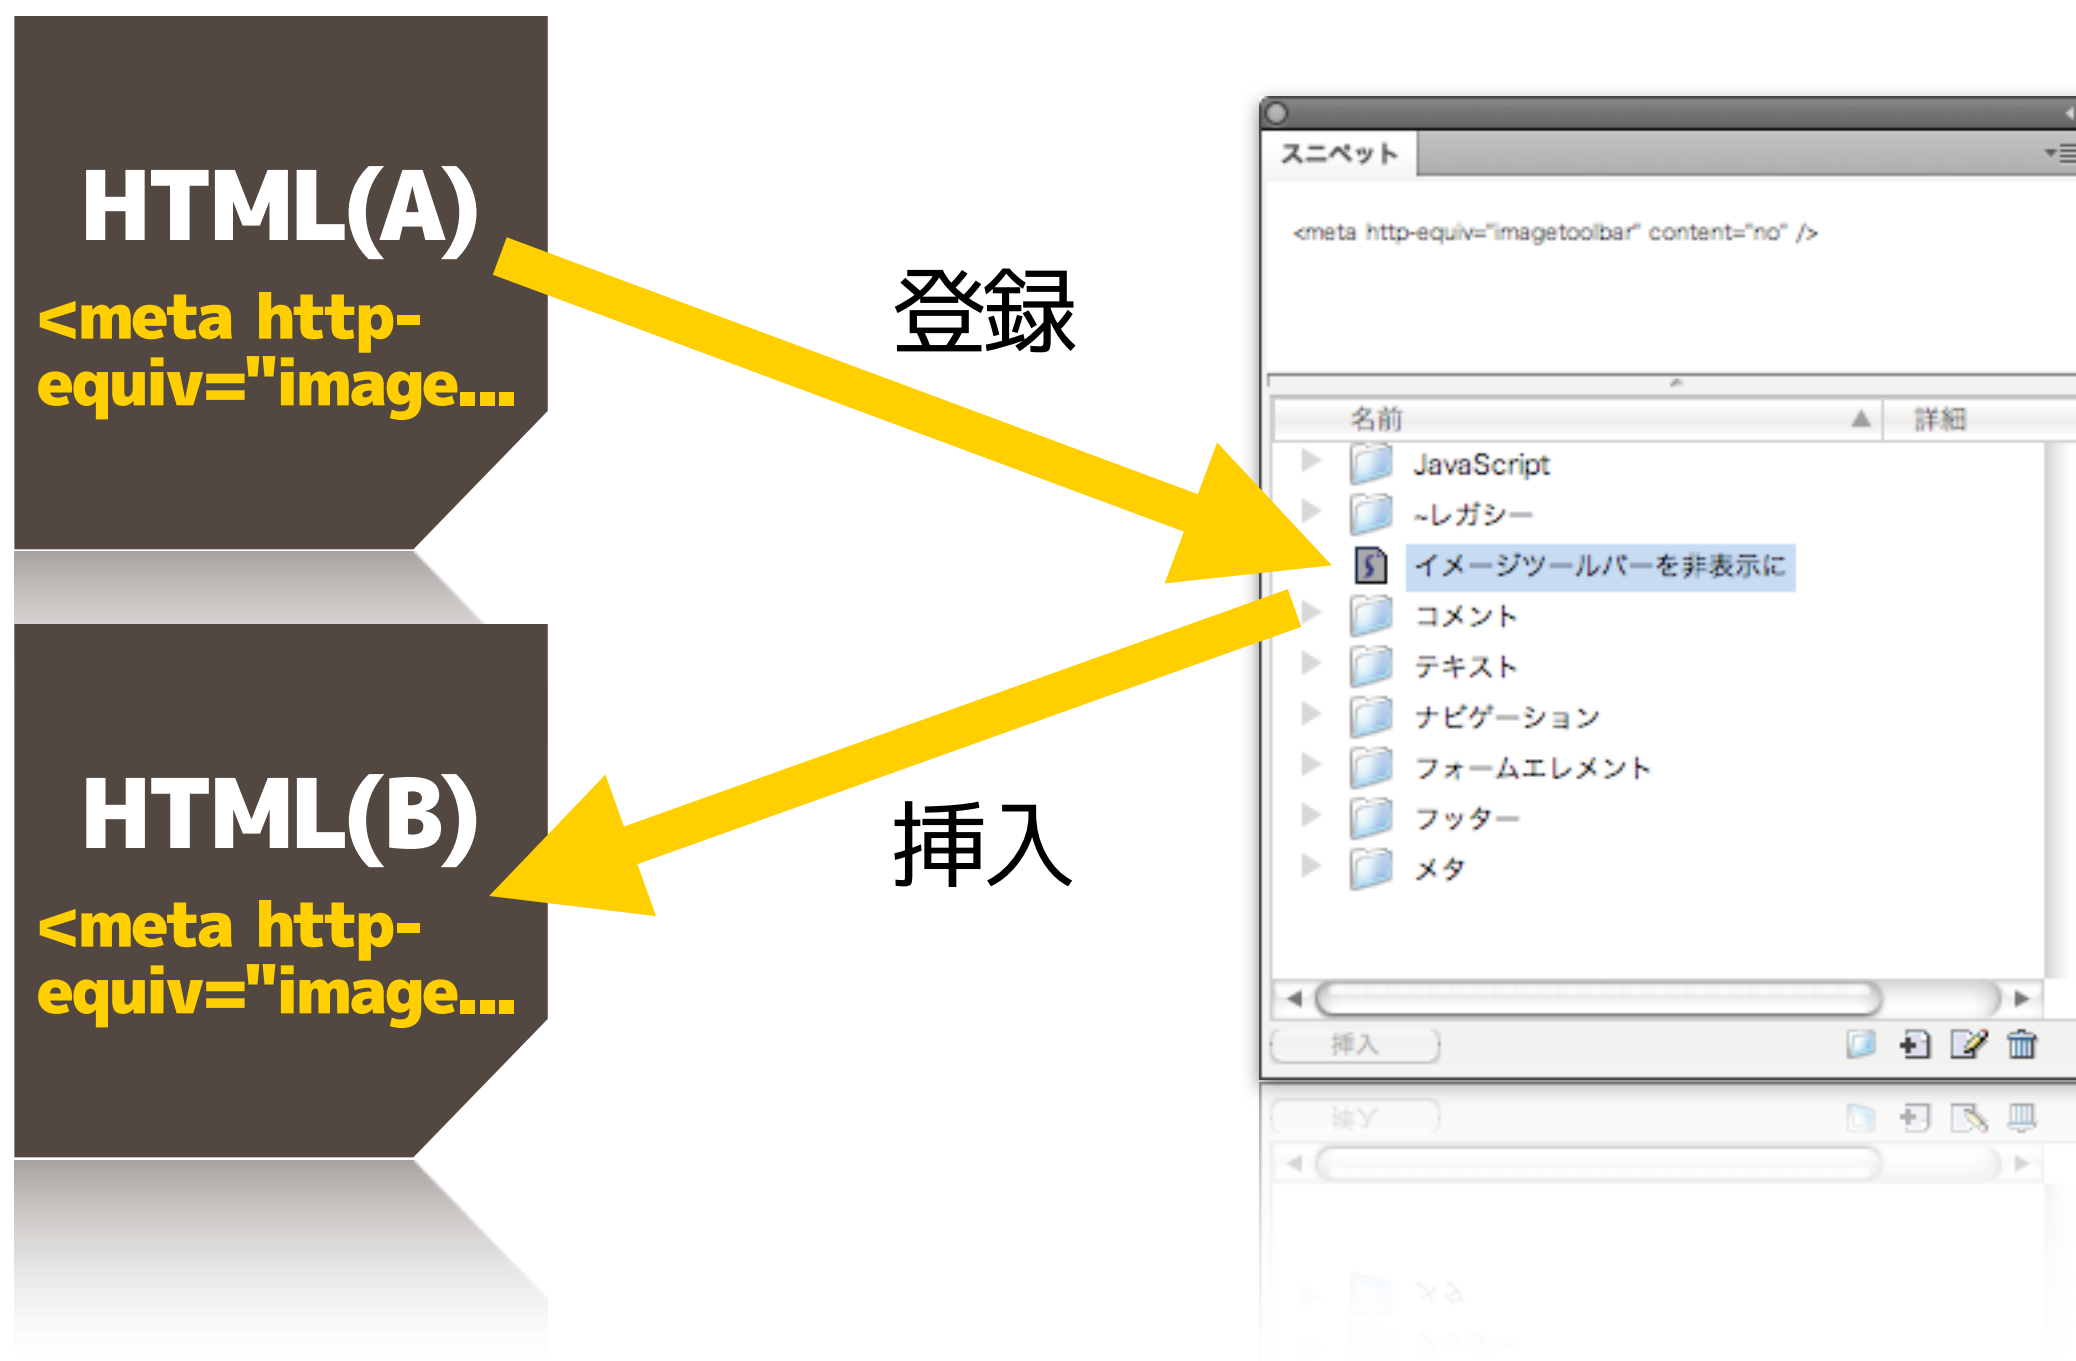 HTML(A)
<meta http-
equiv="image...
登録
HTML(B)
<meta http-
equiv="image...
挿入
スニペット
<meta http-equiv="imagetoolbar" content="no" />
名前
詳細
JavaScript
~レガシー
イメージツールバーを非表示に
コメント
テキスト
ナビゲーション
フォームエレメント
フッター
メタ
挿入